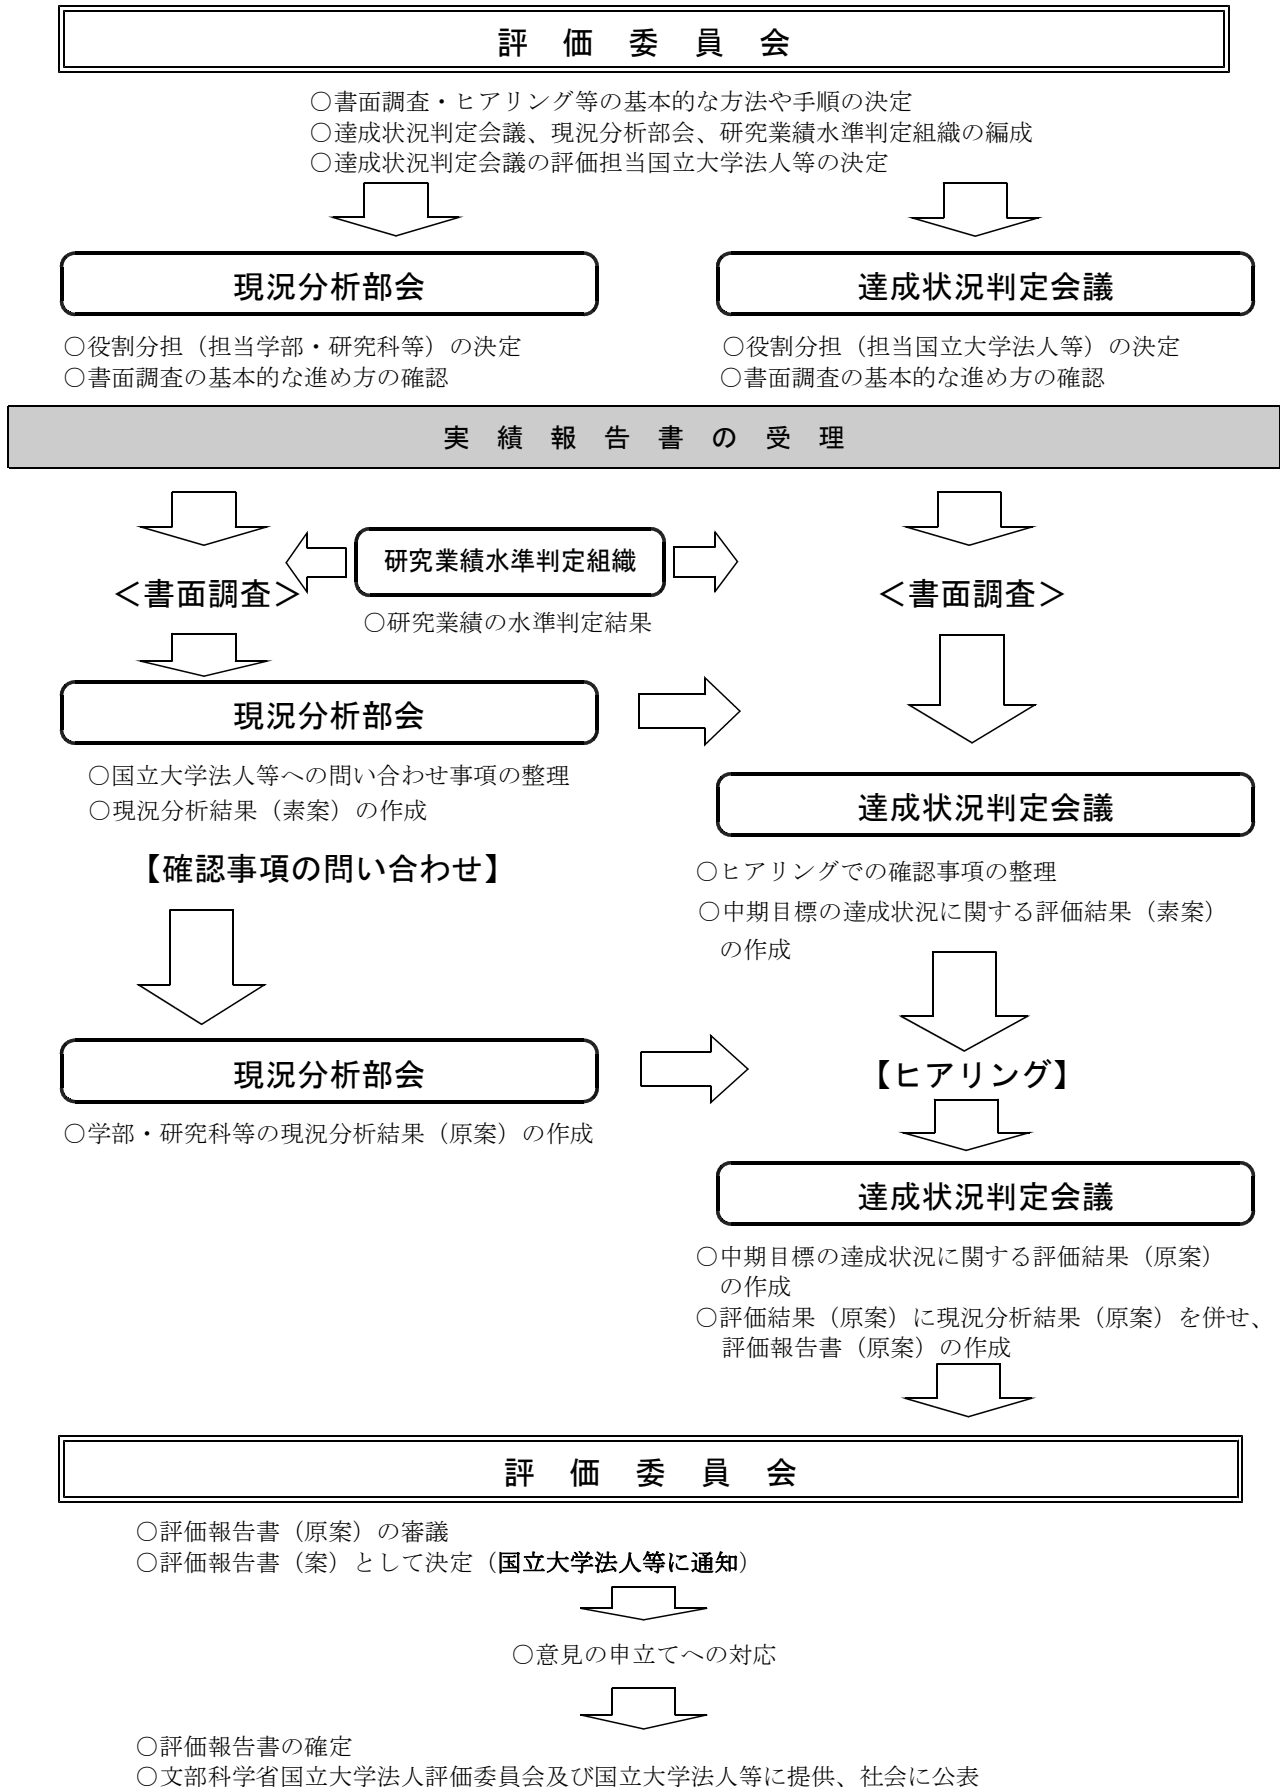 評　価　委　員　会
○書面調査・ヒアリング等の基本的な方法や手順の決定
○達成状況判定会議、現況分析部会、研究業績水準判定組織の編成
○達成状況判定会議の評価担当国立大学法人等の決定
現況分析部会
○役割分担（担当学部・研究科等）の決定
○書面調査の基本的な進め方の確認
達成状況判定会議
○役割分担（担当国立大学法人等）の決定
○書面調査の基本的な進め方の確認
実　績　報　告　書　の　受　理
研究業績水準判定組織
○研究業績の水準判定結果
＜書面調査＞
＜書面調査＞
現況分析部会
○国立大学法人等への問い合わせ事項の整理
○現況分析結果（素案）の作成
【確認事項の問い合わせ】
達成状況判定会議
○ヒアリングでの確認事項の整理
○中期目標の達成状況に関する評価結果（素案）
の作成
現況分析部会
○学部・研究科等の現況分析結果（原案）の作成
【ヒアリング】
達成状況判定会議
○中期目標の達成状況に関する評価結果（原案）
の作成
○評価結果（原案）に現況分析結果（原案）を併せ、
評価報告書（原案）の作成
評　価　委　員　会
○評価報告書（原案）の審議
○評価報告書（案）として決定（国立大学法人等に通知）
○意見の申立てへの対応
○評価報告書の確定
○文部科学省国立大学法人評価委員会及び国立大学法人等に提供、社会に公表